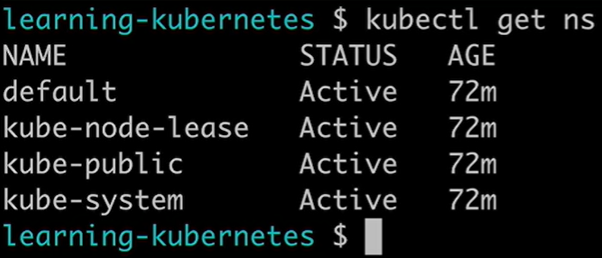 learning-kubernetes $ kubectl get ns
NAME STATUS AGE
default Active 72m
kube-node-lease Active 72m
kube-public Active 72m
kube-system Active 72m
learning-kubernetes $